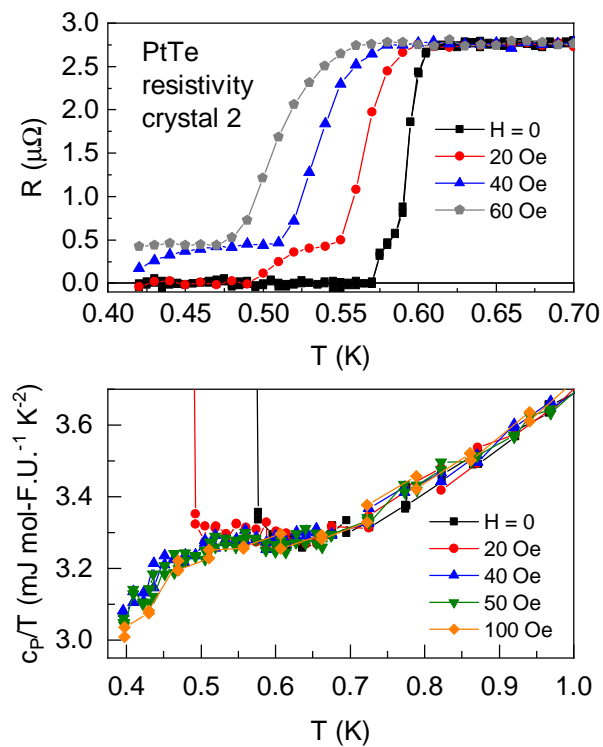 3.0
2.5
2.0
1.5
1.0
0.5
0.0
R (μΩ)
PtTe
resistivity
crystal 2
H = 0
20 Oe
40 Oe
60 Oe
0.40 0.45 0.50 0.55 0.60 0.65 0.70
T (K)
3.6
3.4
3.2
3.0
c_P/T (mJ mol-F.U.⁻¹ K⁻²)
H = 0
20 Oe
40 Oe
50 Oe
100 Oe
0.4 0.5 0.6 0.7 0.8 0.9 1.0
T (K)